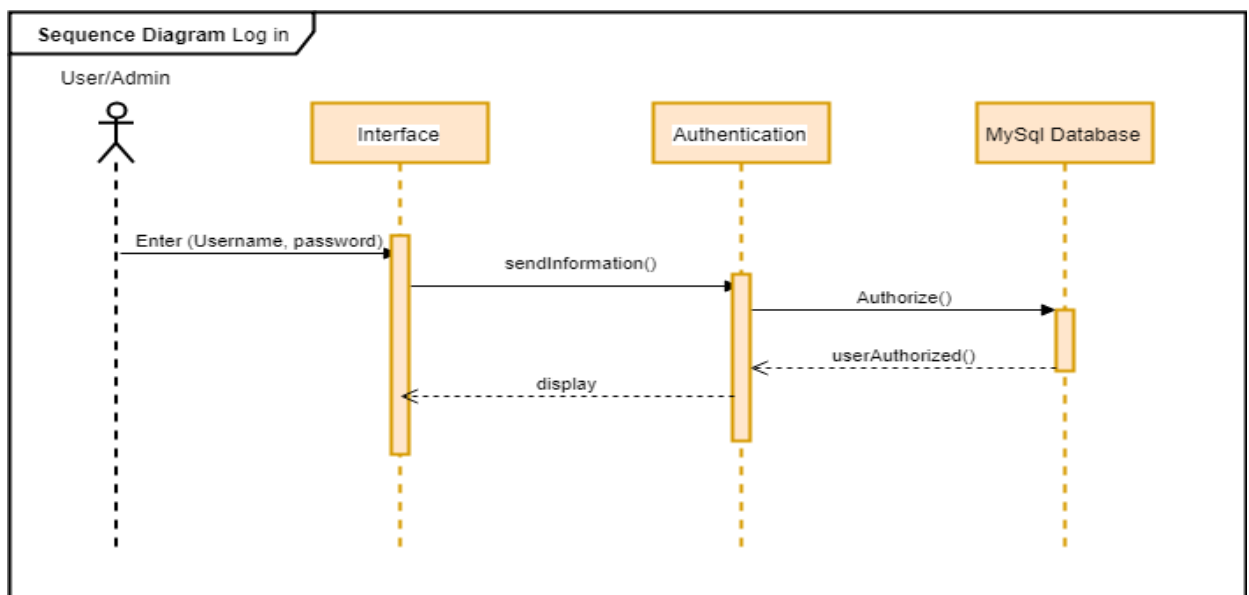 Sequence Diagram Log in
User/Admin
Interface
Authentication
MySql Database
Enter (Username, password)
sendInformation()
Authorize()
userAuthorized()
display